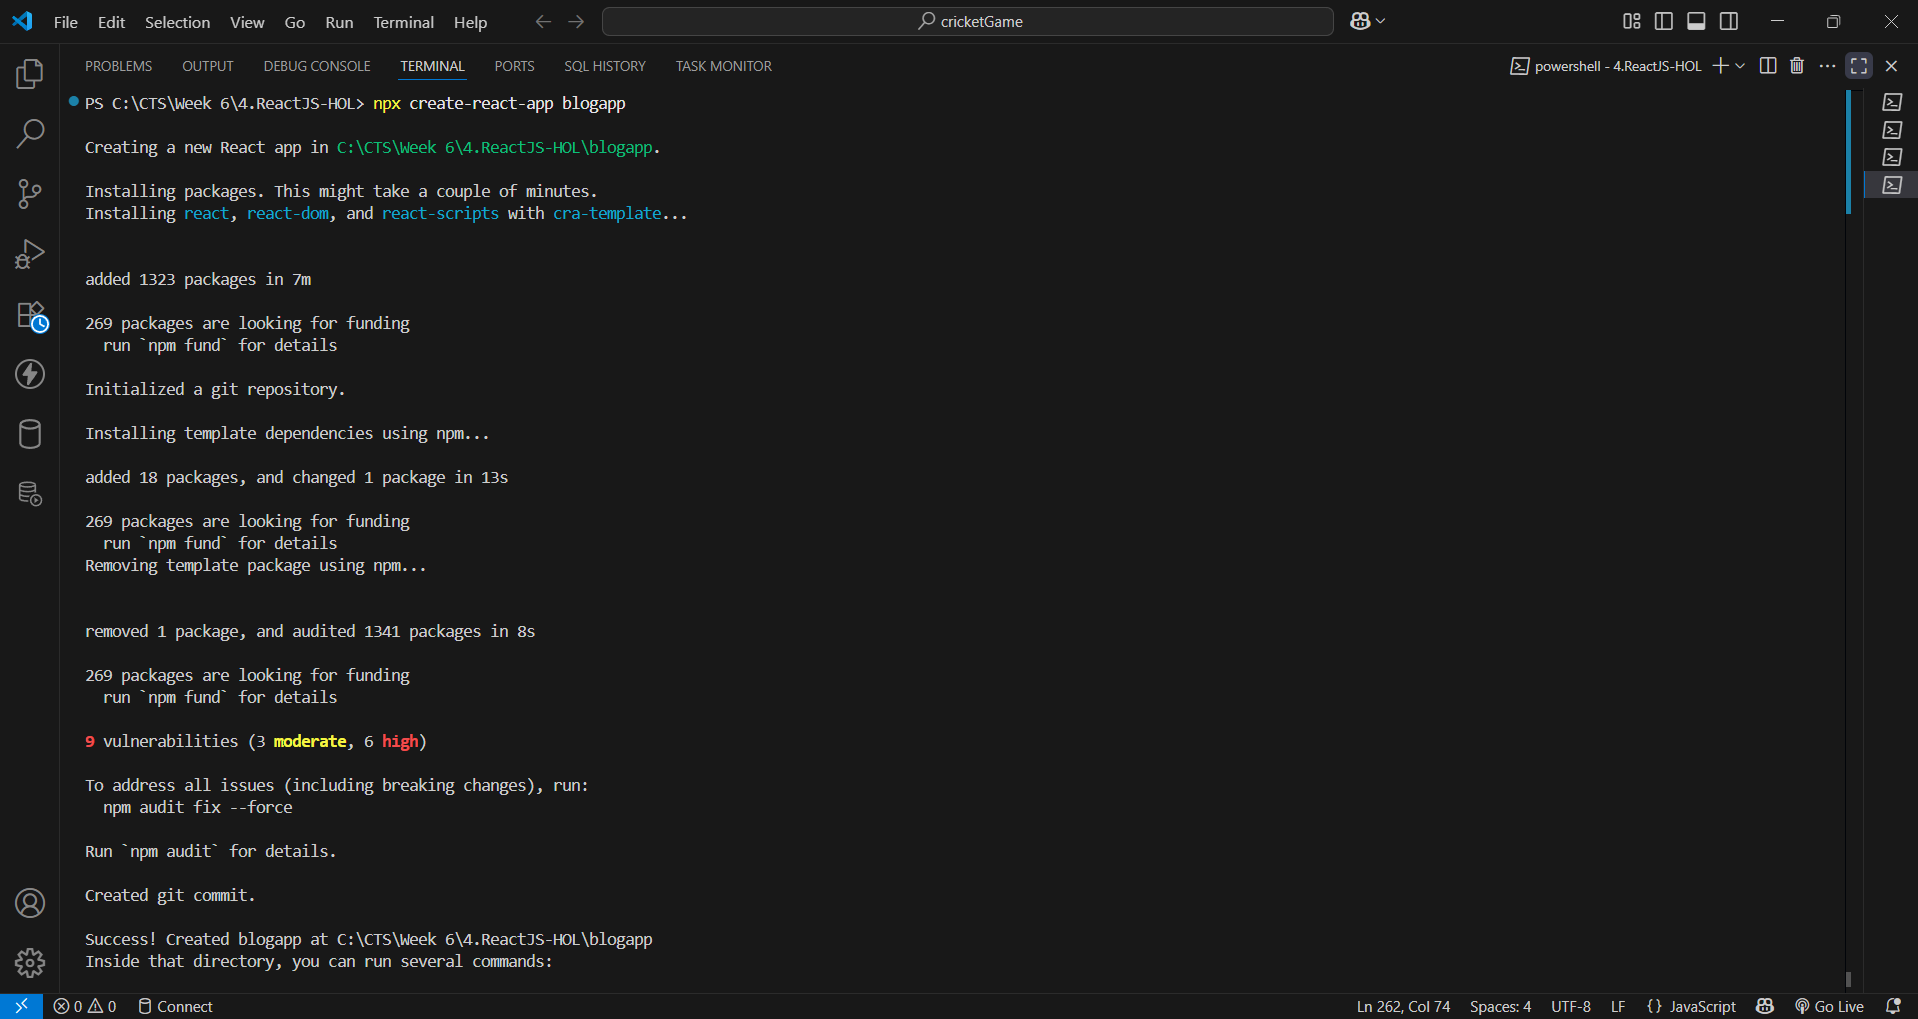 File Edit Selection View Go Run Terminal Help
cricketGame
PROBLEMS OUTPUT DEBUG CONSOLE TERMINAL PORTS SQL HISTORY TASK MONITOR
powershell - 4.ReactJS-HOL
PS C:\CTS\Week 6\4.ReactJS-HOL> npx create-react-app blogapp
Creating a new React app in C:\CTS\Week 6\4.ReactJS-HOL\blogapp.
Installing packages. This might take a couple of minutes.
Installing react, react-dom, and react-scripts with cra-template...
added 1323 packages in 7m
269 packages are looking for funding
  run `npm fund` for details
Initialized a git repository.
Installing template dependencies using npm...
added 18 packages, and changed 1 package in 13s
269 packages are looking for funding
  run `npm fund` for details
Removing template package using npm...
removed 1 package, and audited 1341 packages in 8s
269 packages are looking for funding
  run `npm fund` for details
9 vulnerabilities (3 moderate, 6 high)
To address all issues (including breaking changes), run:
  npm audit fix --force
Run `npm audit` for details.
Created git commit.
Success! Created blogapp at C:\CTS\Week 6\4.ReactJS-HOL\blogapp
Inside that directory, you can run several commands:
0 0 Connect
Ln 262, Col 74 Spaces: 4 UTF-8 LF {} JavaScript Go Live